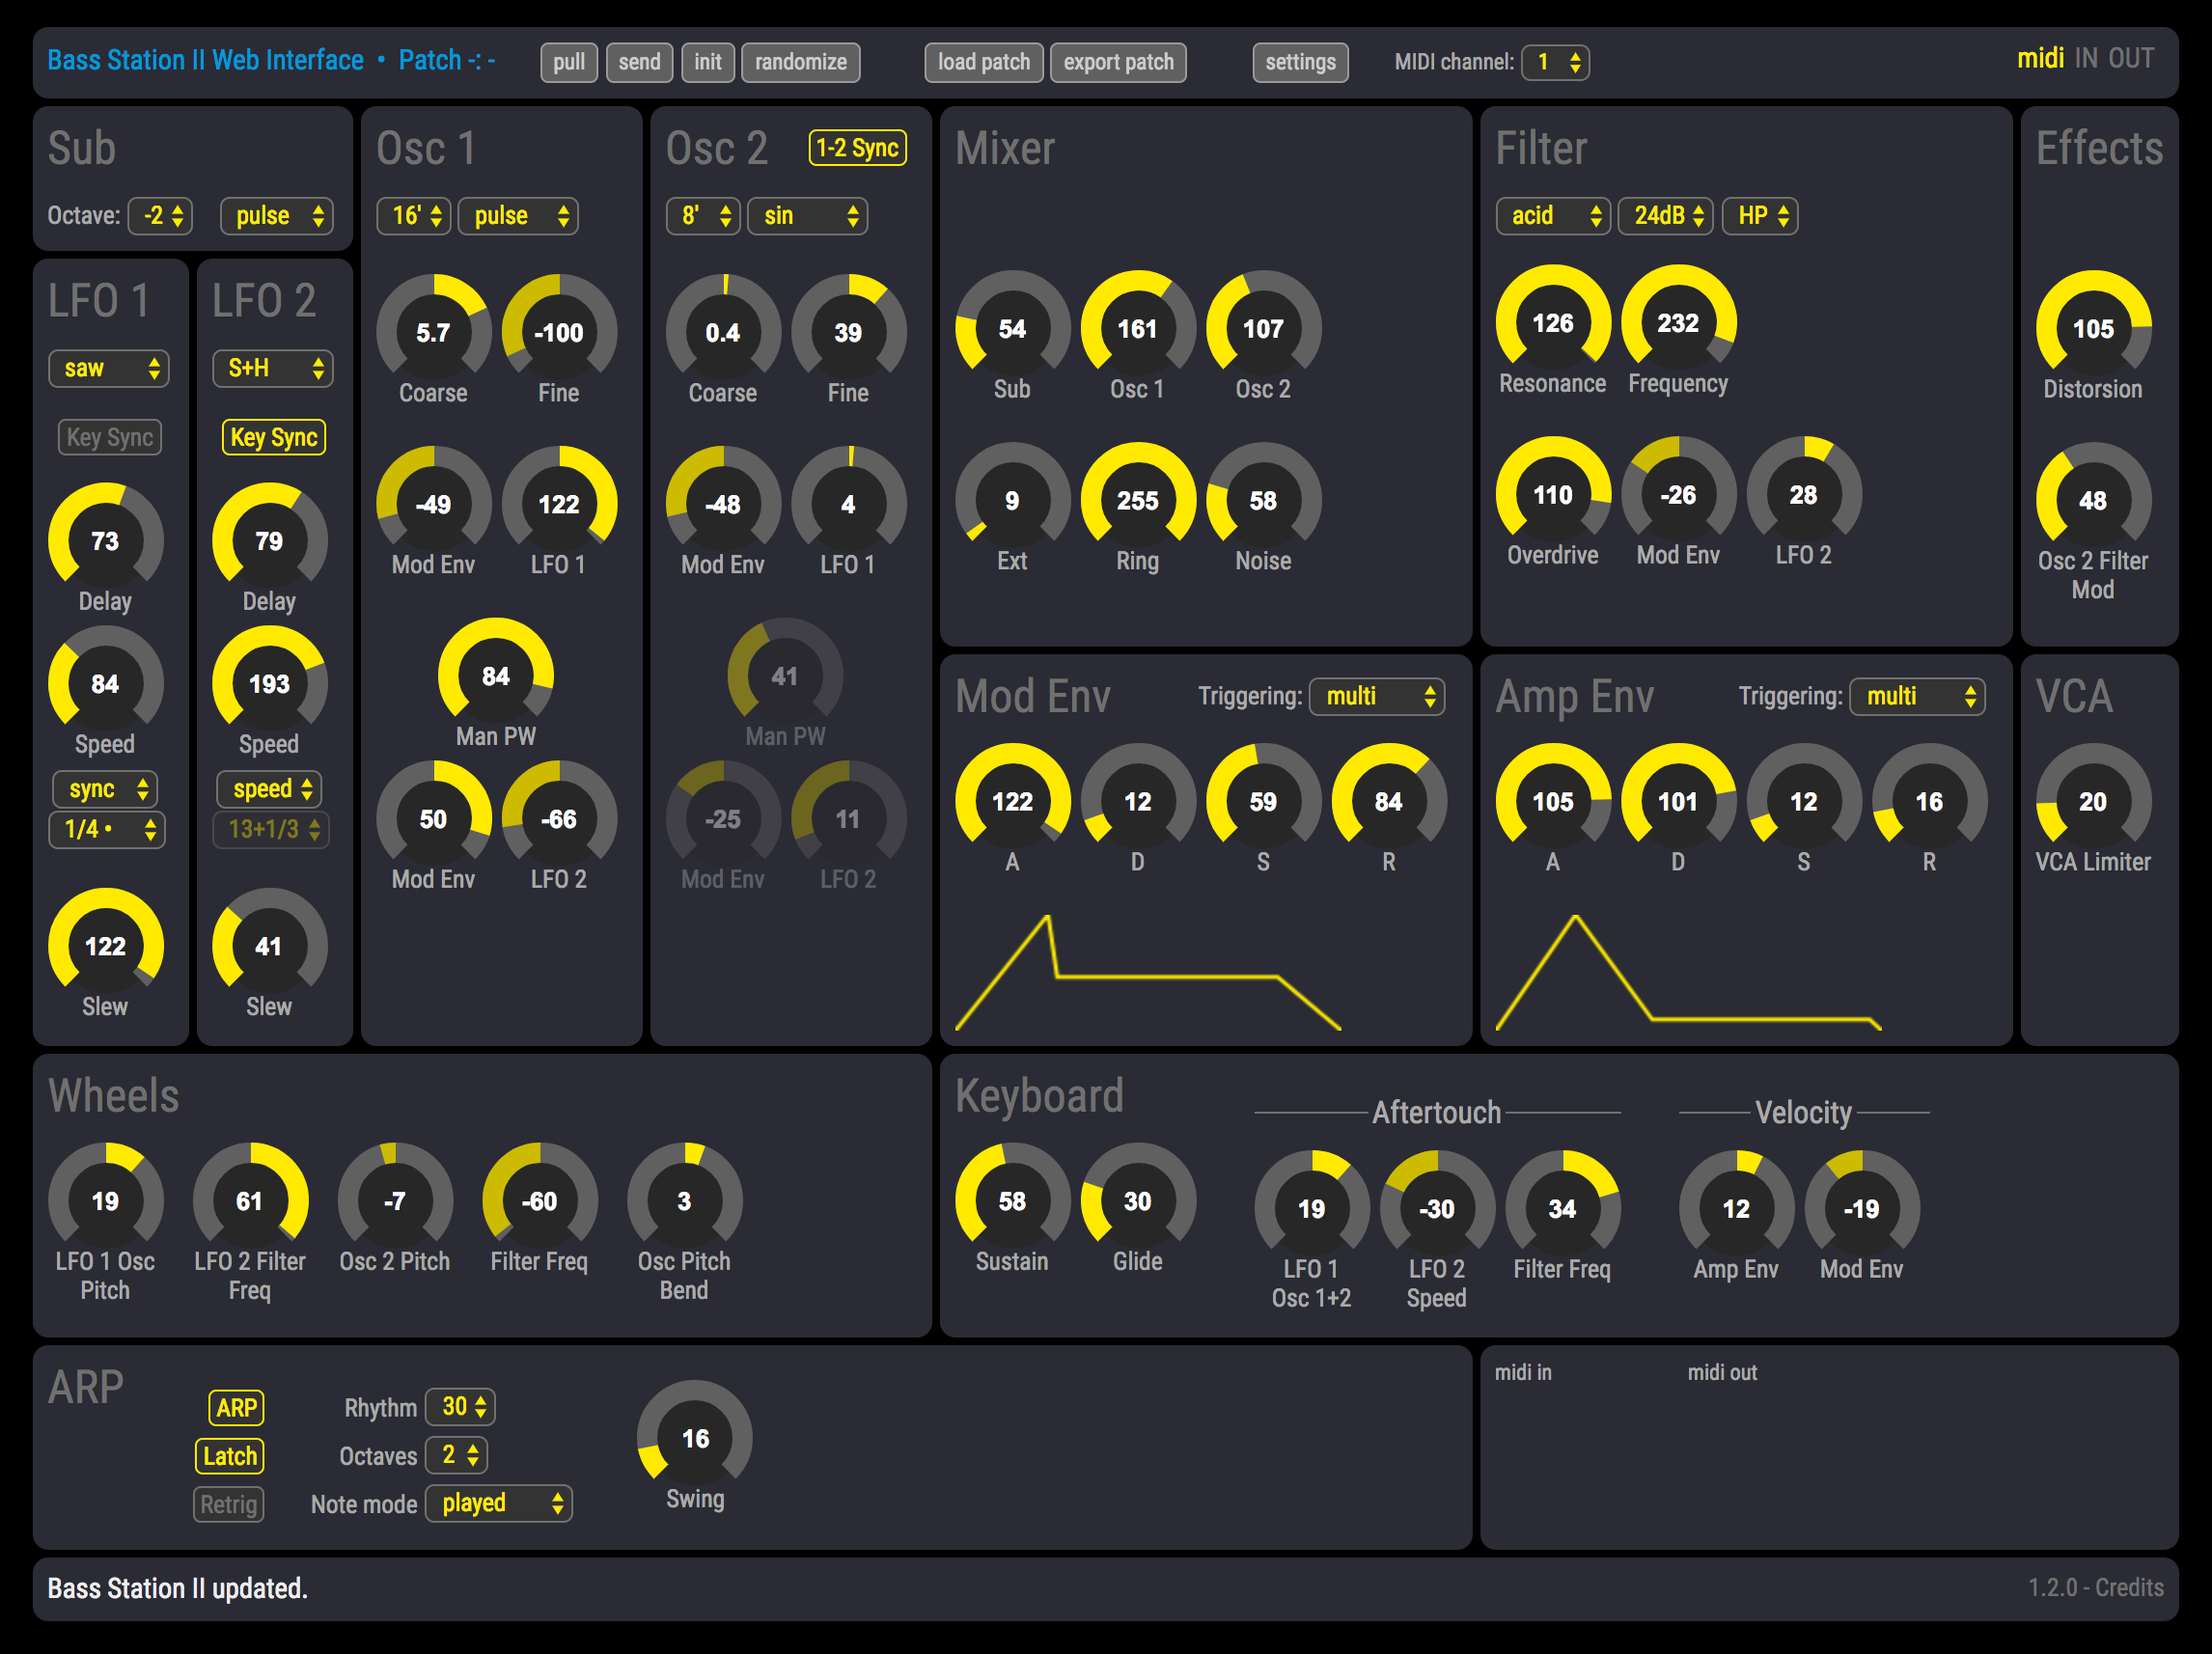 Bass Station II Web Interface • Patch -: -
pull send init randomize load patch export patch settings MIDI channel: 1 midi IN OUT
Sub
Octave: -2 pulse
LFO 1
saw
Key Sync
73
Delay
84
Speed
sync
1/4 •
122
Slew
LFO 2
S+H
Key Sync
79
Delay
193
Speed
speed
13+1/3
41
Slew
Osc 1
16' pulse
5.7 -100
Coarse Fine
-49 122
Mod Env LFO 1
84
Man PW
50 -66
Mod Env LFO 2
Osc 2 1-2 Sync
8' sin
0.4 39
Coarse Fine
-48 4
Mod Env LFO 1
41
Man PW
-25 11
Mod Env LFO 2
Mixer
54 161 107
Sub Osc 1 Osc 2
9 255 58
Ext Ring Noise
Filter
acid 24dB HP
126 232
Resonance Frequency
110 -26 28
Overdrive Mod Env LFO 2
Effects
105
Distorsion
48
Osc 2 Filter
Mod
Mod Env Triggering: multi
122 12 59 84
A D S R
Amp Env Triggering: multi
105 101 12 16
A D S R
VCA
20
VCA Limiter
Wheels
19 61 -7 -60 3
LFO 1 Osc Pitch LFO 2 Filter Freq Osc 2 Pitch Filter Freq Osc Pitch Bend
Keyboard
Aftertouch Velocity
58 30 19 -30 34 12 -19
Sustain Glide LFO 1 Osc 1+2 LFO 2 Speed Filter Freq Amp Env Mod Env
ARP
ARP Rhythm 30
Latch Octaves 2
Retrig Note mode played
16
Swing
midi in midi out
Bass Station II updated.
1.2.0 - Credits